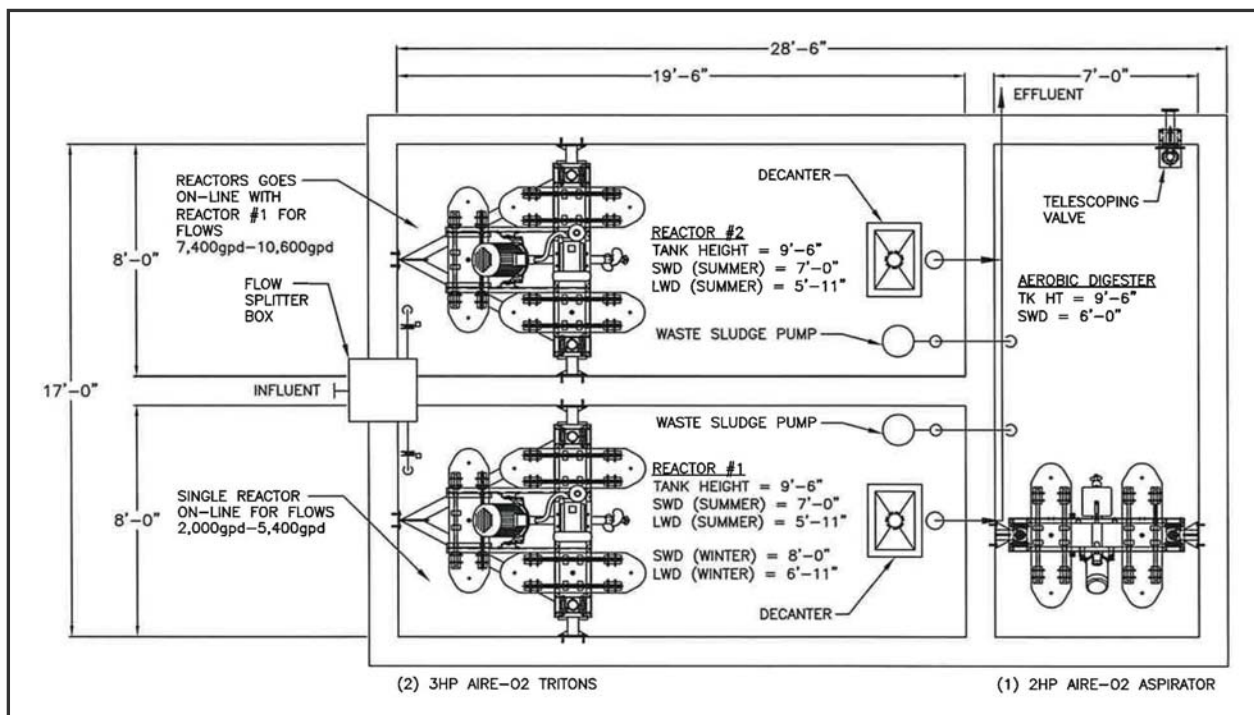 28'-6"
19'-6"
7'-0"
EFFLUENT
REACTORS GOES
ON-LINE WITH
REACTOR #1 FOR
FLOWS
7,400gpd-10,600gpd
DECANTER
TELESCOPING
VALVE
REACTOR #2
TANK HEIGHT = 9'-6"
SWD (SUMMER) = 7'-0"
LWD (SUMMER) = 5'-11"
8'-0"
FLOW
SPLITTER
BOX
AEROBIC DIGESTER
TK HT = 9'-6"
SWD = 6'-0"
WASTE SLUDGE PUMP
17'-0"
INFLUENT
WASTE SLUDGE PUMP
REACTOR #1
TANK HEIGHT = 9'-6"
SWD (SUMMER) = 7'-0"
LWD (SUMMER) = 5'-11"
SWD (WINTER) = 8'-0"
LWD (WINTER) = 6'-11"
SINGLE REACTOR
ON-LINE FOR FLOWS
2,000gpd-5,400gpd
8'-0"
DECANTER
(2) 3HP AIRE-O2 TRITONS
(1) 2HP AIRE-O2 ASPIRATOR